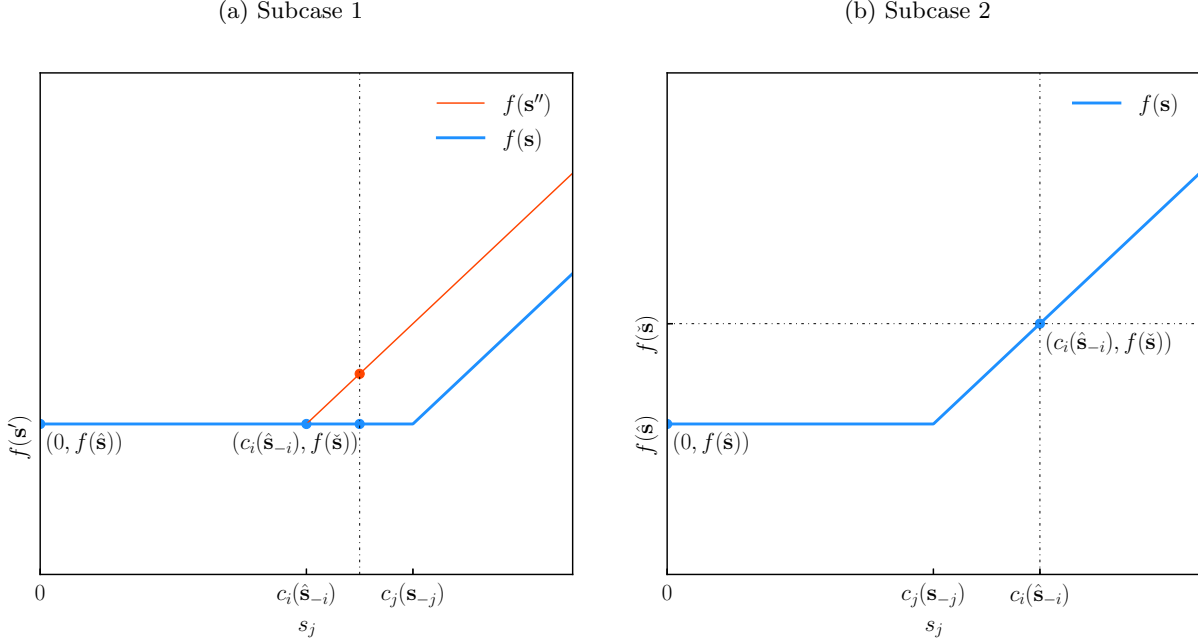 (a) Subcase 1
f(s′′)
f(s)
f(s′)
(0, f(ŝ))
(c_i(ŝ_{−i}), f(š))
0
c_i(ŝ_{−i})
c_j(s_{−j})
s_j
(b) Subcase 2
f(s)
f(š)
(c_i(ŝ_{−i}), f(š))
f(ŝ)
(0, f(ŝ))
0
c_j(s_{−j})
c_i(ŝ_{−i})
s_j